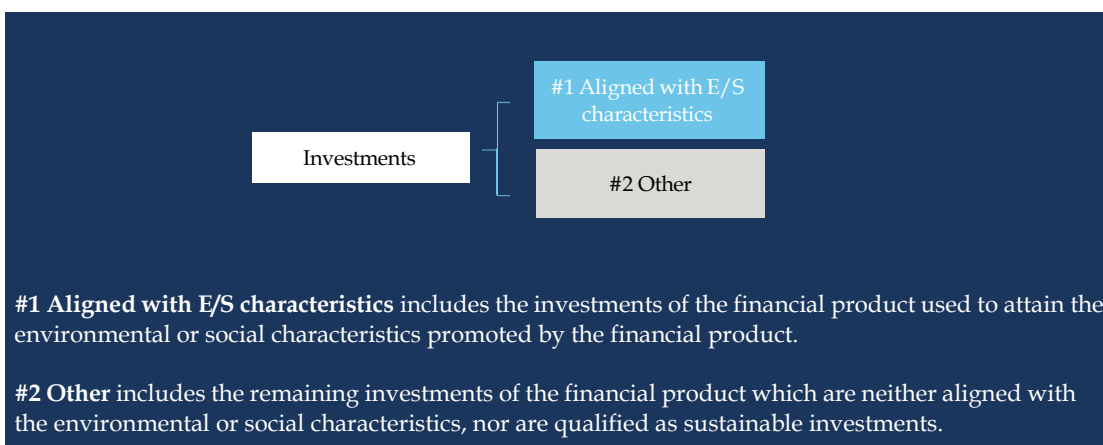 #1 Aligned with E/S
characteristics
Investments
#2 Other
#1 Aligned with E/S characteristics includes the investments of the financial product used to attain the
environmental or social characteristics promoted by the financial product.
#2 Other includes the remaining investments of the financial product which are neither aligned with
the environmental or social characteristics, nor are qualified as sustainable investments.